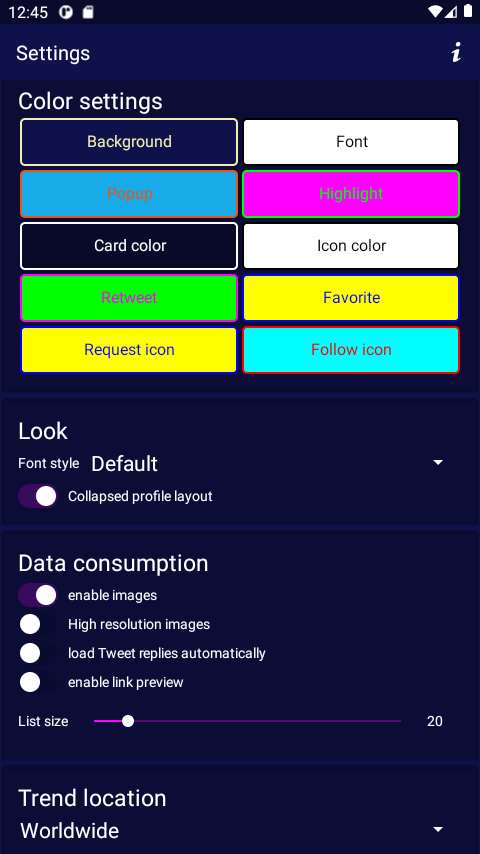 12:45
Settings
Color settings
Background
Font
Popup
Highlight
Card color
Icon color
Retweet
Favorite
Request icon
Follow icon
Look
Font style Default
Collapsed profile layout
Data consumption
enable images
High resolution images
load Tweet replies automatically
enable link preview
List size 20
Trend location
Worldwide